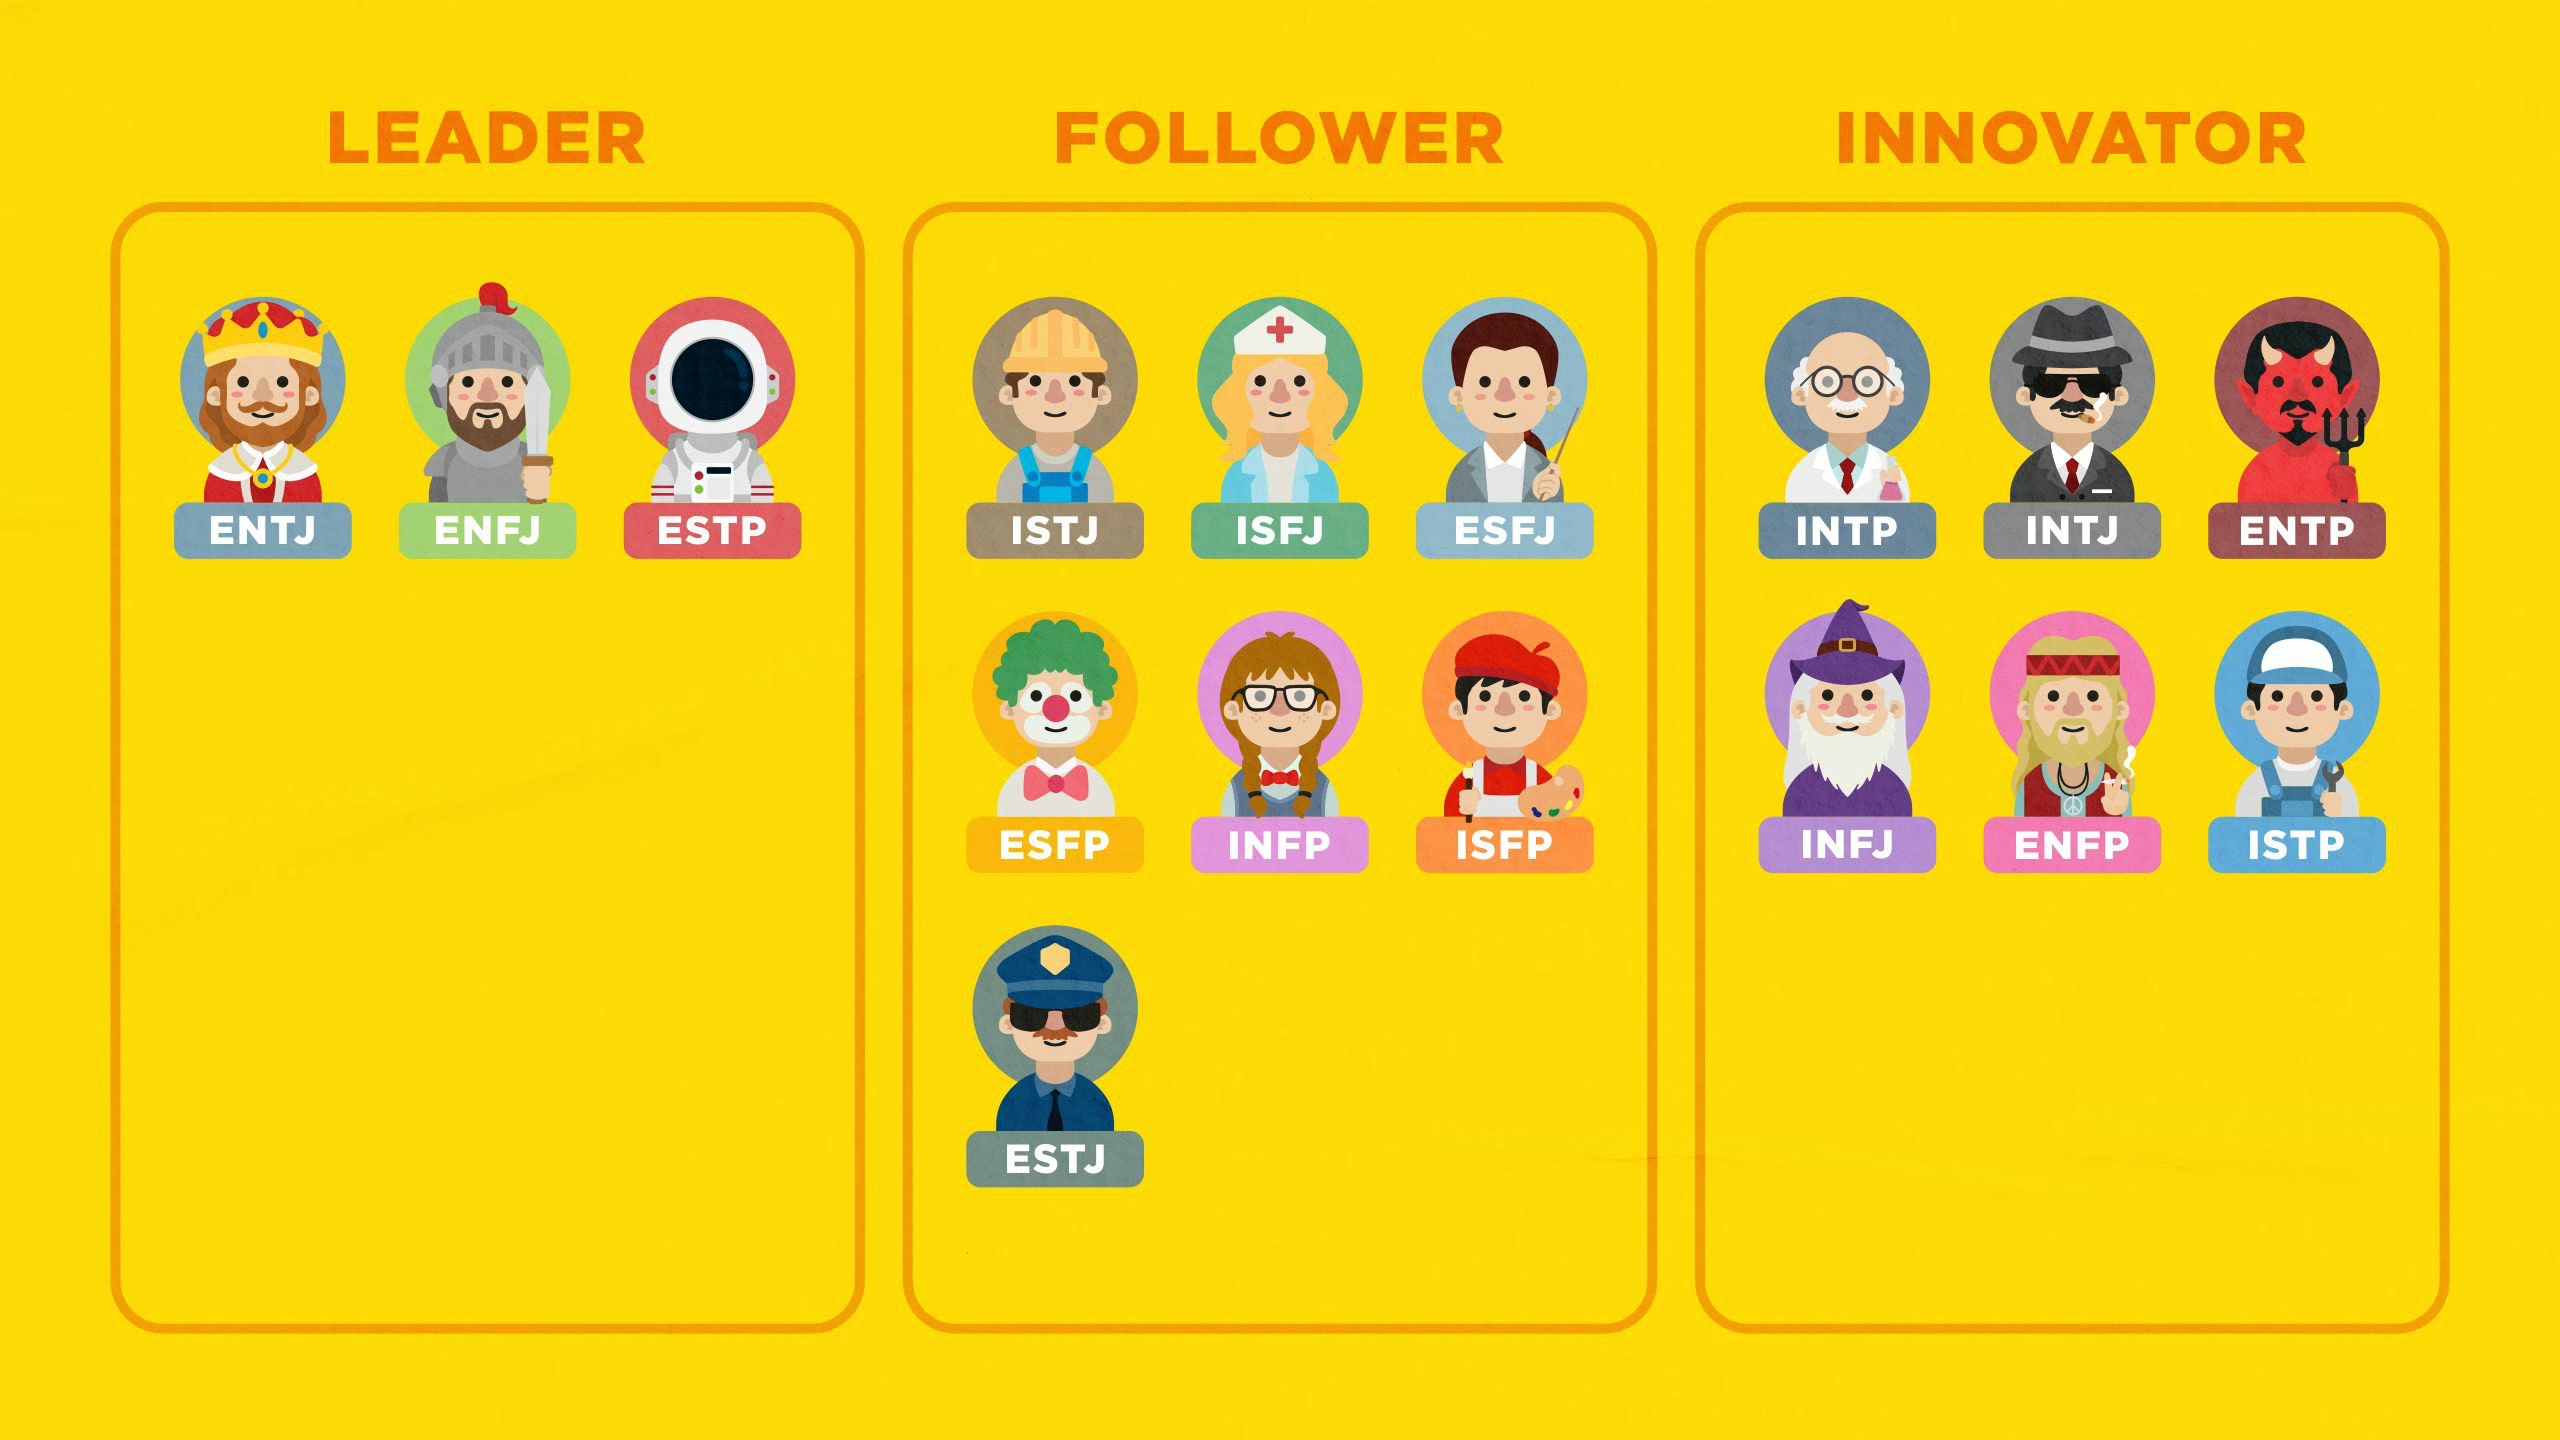 LEADER
ENTJ
ENFJ
ESTP
FOLLOWER
ISTJ
ISFJ
ESFJ
ESFP
INFP
ISFP
ESTJ
INNOVATOR
INTP
INTJ
ENTP
INFJ
ENFP
ISTP